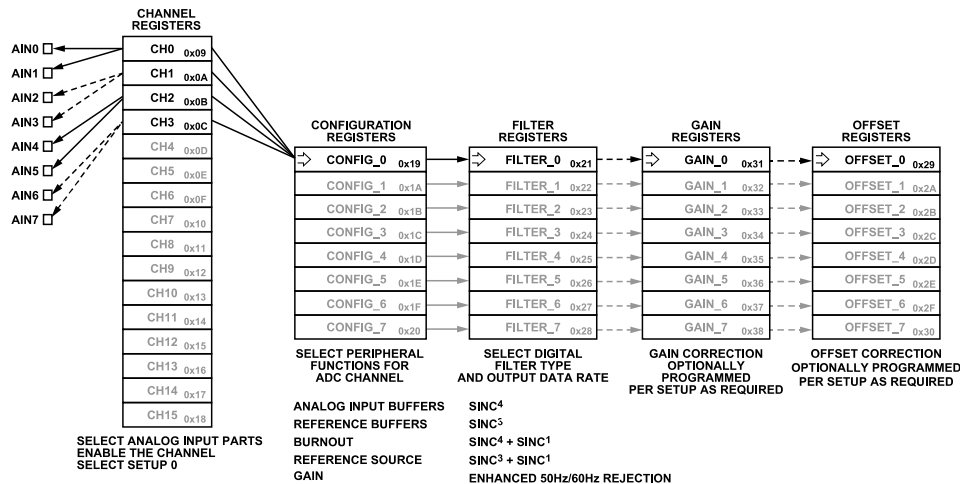 CHANNEL
REGISTERS
AIN0
AIN1
AIN2
AIN3
AIN4
AIN5
AIN6
AIN7
CH0 0x09
CH1 0x0A
CH2 0x0B
CH3 0x0C
CH4 0x0D
CH5 0x0E
CH6 0x0F
CH7 0x10
CH8 0x11
CH9 0x12
CH10 0x13
CH11 0x14
CH12 0x15
CH13 0x16
CH14 0x17
CH15 0x18
SELECT ANALOG INPUT PARTS
ENABLE THE CHANNEL
SELECT SETUP 0
CONFIGURATION
REGISTERS
CONFIG_0 0x19
CONFIG_1 0x1A
CONFIG_2 0x1B
CONFIG_3 0x1C
CONFIG_4 0x1D
CONFIG_5 0x1E
CONFIG_6 0x1F
CONFIG_7 0x20
SELECT PERIPHERAL
FUNCTIONS FOR
ADC CHANNEL
ANALOG INPUT BUFFERS
REFERENCE BUFFERS
BURNOUT
REFERENCE SOURCE
GAIN
FILTER
REGISTERS
FILTER_0 0x21
FILTER_1 0x22
FILTER_2 0x23
FILTER_3 0x24
FILTER_4 0x25
FILTER_5 0x26
FILTER_6 0x27
FILTER_7 0x28
SELECT DIGITAL
FILTER TYPE
AND OUTPUT DATA RATE
SINC⁴
SINC³
SINC⁴ + SINC¹
SINC³ + SINC¹
ENHANCED 50Hz/60Hz REJECTION
GAIN
REGISTERS
GAIN_0 0x31
GAIN_1 0x32
GAIN_2 0x33
GAIN_3 0x34
GAIN_4 0x35
GAIN_5 0x36
GAIN_6 0x37
GAIN_7 0x38
GAIN CORRECTION
OPTIONALLY
PROGRAMMED
PER SETUP AS REQUIRED
OFFSET
REGISTERS
OFFSET_0 0x29
OFFSET_1 0x2A
OFFSET_2 0x2B
OFFSET_3 0x2C
OFFSET_4 0x2D
OFFSET_5 0x2E
OFFSET_6 0x2F
OFFSET_7 0x30
OFFSET CORRECTION
OPTIONALLY PROGRAMMED
PER SETUP AS REQUIRED